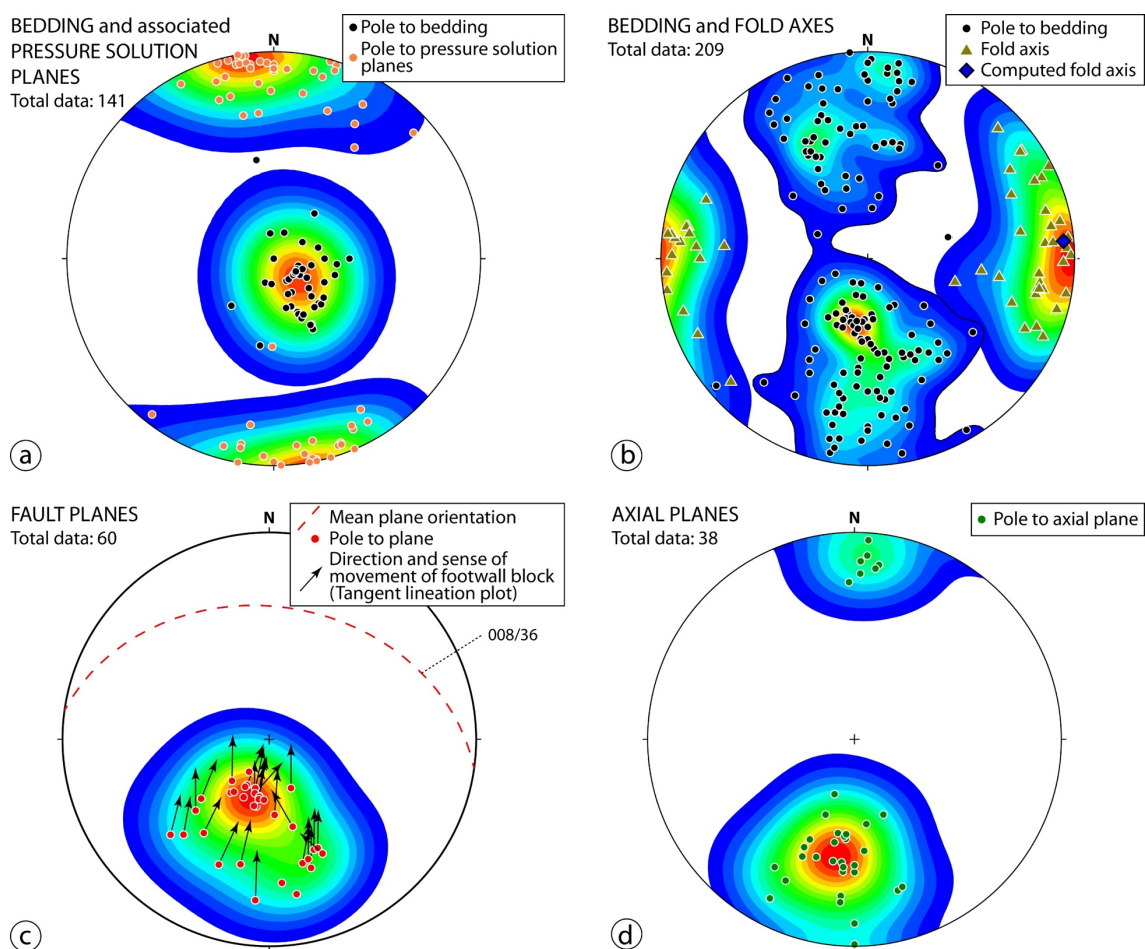 BEDDING and associated
PRESSURE SOLUTION
PLANES
Total data: 141
N
Pole to bedding
Pole to pressure solution
planes
a
BEDDING and FOLD AXES
Total data: 209
N
Pole to bedding
Fold axis
Computed fold axis
b
FAULT PLANES
Total data: 60
N
Mean plane orientation
Pole to plane
Direction and sense of
movement of footwall block
(Tangent lineation plot)
008/36
c
AXIAL PLANES
Total data: 38
N
Pole to axial plane
d